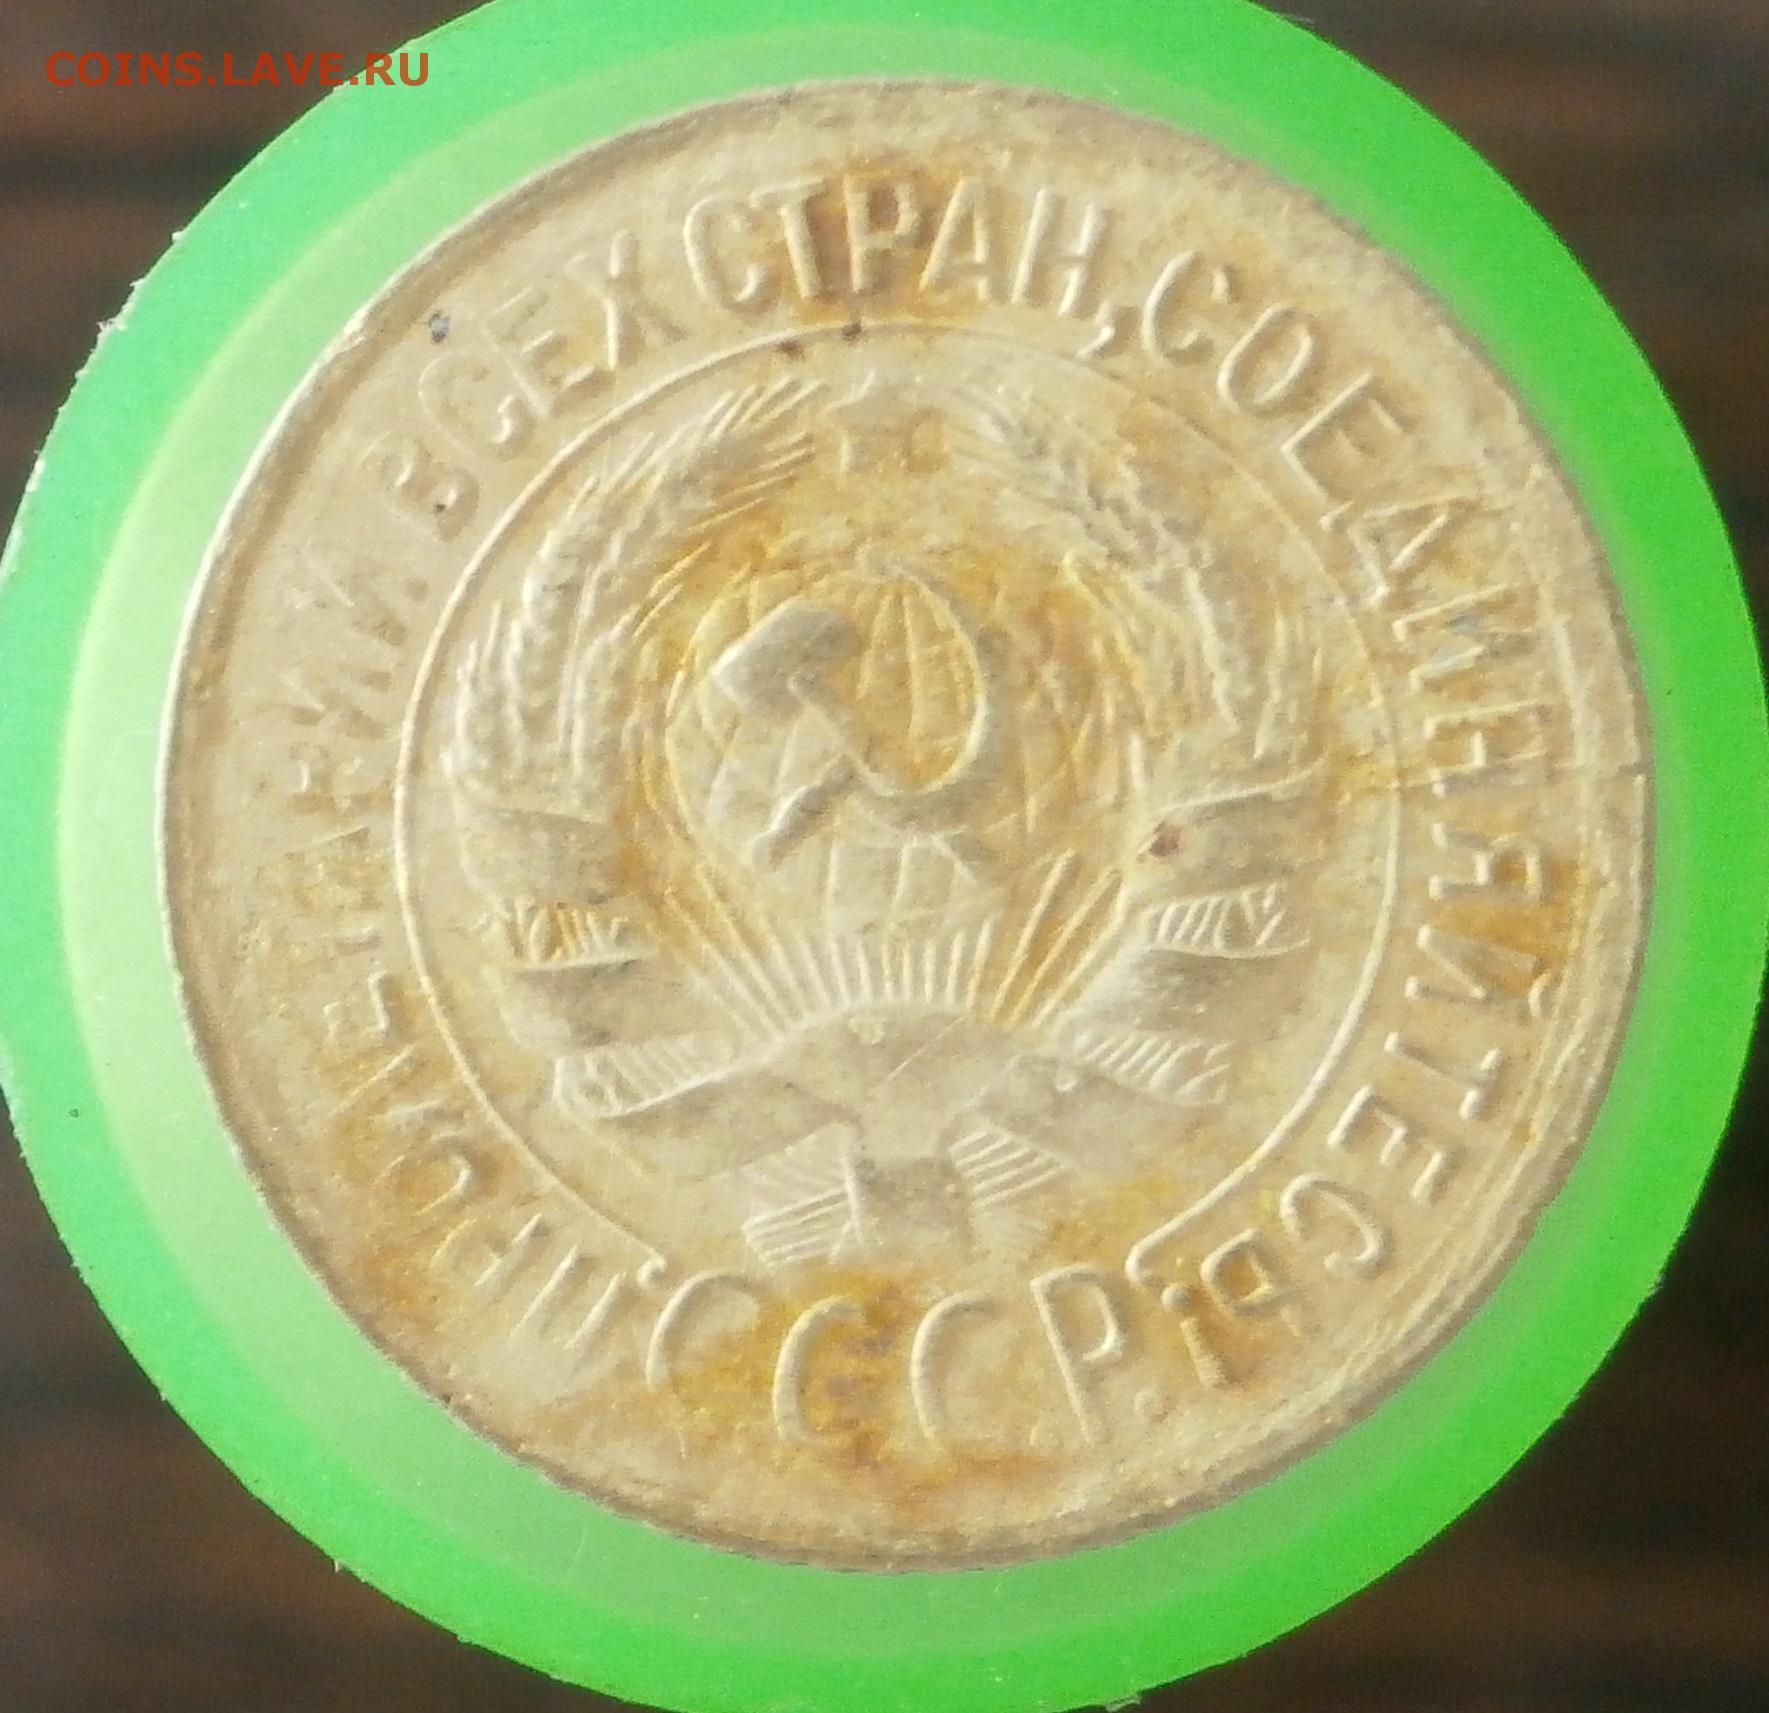 COINS.LAVE.RU
ПРОЛЕТАРИИ ВСЕХ СТРАН, СОЕДИНЯЙТЕСЬ!
СССР.